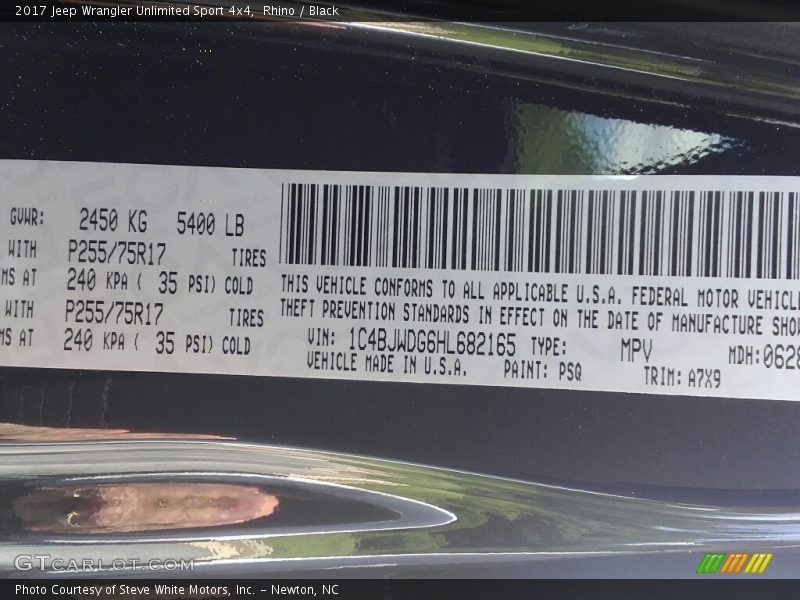 2017 Jeep Wrangler Unlimited Sport 4x4, Rhino / Black
GVWR: 2450 KG 5400 LB
WITH P255/75R17 TIRES
MS AT 240 KPA ( 35 PSI) COLD
WITH P255/75R17 TIRES
MS AT 240 KPA ( 35 PSI) COLD
THIS VEHICLE CONFORMS TO ALL APPLICABLE U.S.A. FEDERAL MOTOR VEHICL
THEFT PREVENTION STANDARDS IN EFFECT ON THE DATE OF MANUFACTURE SHO
VIN: 1C4BJWDG6HL682165 TYPE: MPV MDH:0628
VEHICLE MADE IN U.S.A. PAINT: PSQ TRIM: A7X9
GTCARLOT.COM
Photo Courtesy of Steve White Motors, Inc. – Newton, NC